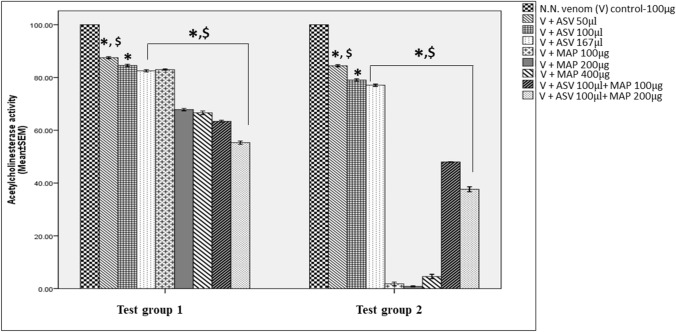 N.N. venom (V) control-100µg
V + ASV 50µl
V + ASV 100µl
V + ASV 167µl
V + MAP 100µg
V + MAP 200µg
V + MAP 400µg
V + ASV 100µl+ MAP 100µg
V + ASV 100µl+ MAP 200µg
Acetylcholinesterase activity
(Mean±SEM)
100.00
80.00
60.00
40.00
20.00
0.00
*, $
*
*,$
*, $
*
*,$
Test group 1
Test group 2